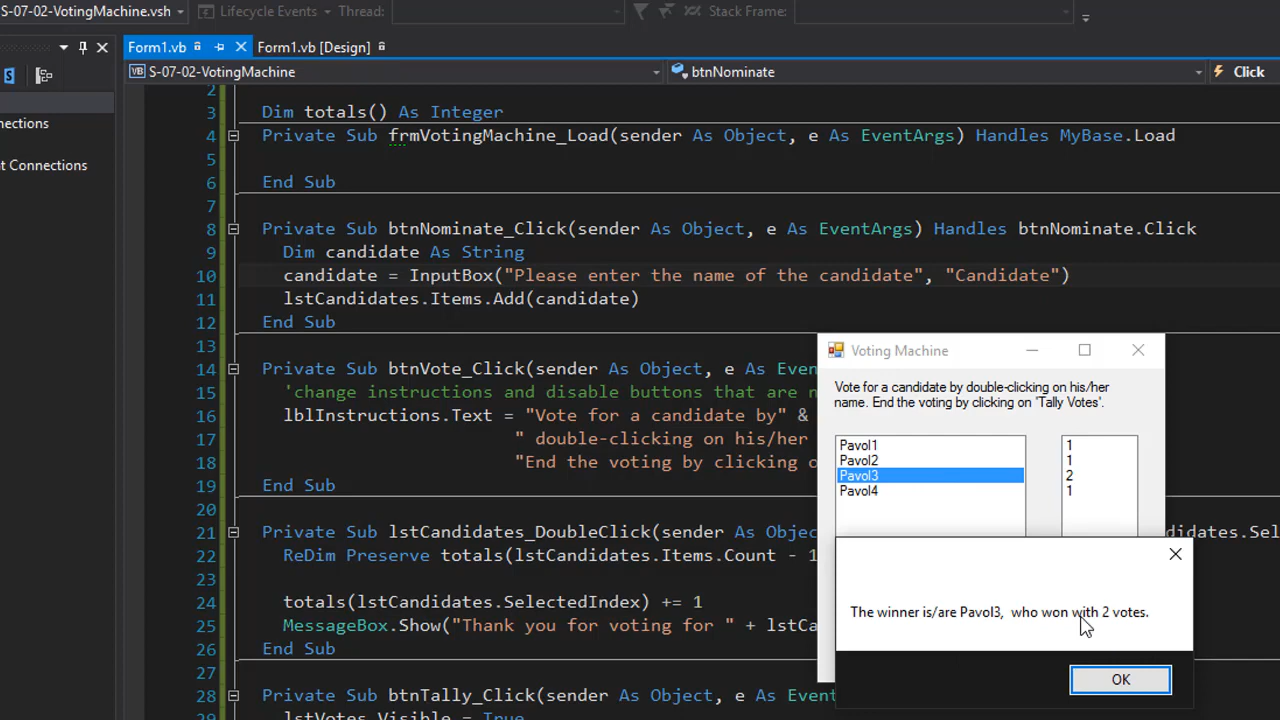 S-07-02-VotingMachine.vsh
Lifecycle Events
Thread:
Stack Frame:
Form1.vb
Form1.vb [Design]
S-07-02-VotingMachine
btnNominate
Click
nnections
t Connections
2
3 Dim totals() As Integer
4 Private Sub frmVotingMachine_Load(sender As Object, e As EventArgs) Handles MyBase.Load
5
6 End Sub
7
8 Private Sub btnNominate_Click(sender As Object, e As EventArgs) Handles btnNominate.Click
9 Dim candidate As String
10 candidate = InputBox("Please enter the name of the candidate", "Candidate")
11 lstCandidates.Items.Add(candidate)
12 End Sub
13
14 Private Sub btnVote_Click(sender As Object, e As Even
15 'change instructions and disable buttons that are n
16 lblInstructions.Text = "Vote for a candidate by" &
17 " double-clicking on his/her
18 "End the voting by clicking o
19 End Sub
20
21 Private Sub lstCandidates_DoubleClick(sender As Objec
didates.Sel
22 ReDim Preserve totals(lstCandidates.Items.Count - 1
23
24 totals(lstCandidates.SelectedIndex) += 1
25 MessageBox.Show("Thank you for voting for " + lstCa
26 End Sub
27
28 Private Sub btnTally_Click(sender As Object, e As Eve
29 lstVotes.Visible = True
Voting Machine
Vote for a candidate by double-clicking on his/her
name. End the voting by clicking on 'Tally Votes'.
Pavol1 1
Pavol2 1
Pavol3 2
Pavol4 1
The winner is/are Pavol3, who won with 2 votes.
OK